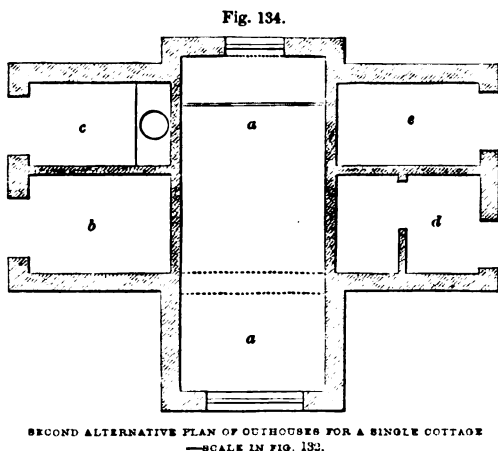 Fig. 134.
a
c
e
b
d
a
SECOND ALTERNATIVE PLAN OF OUTHOUSES FOR A SINGLE COTTAGE
—SCALE IN FIG. 132.